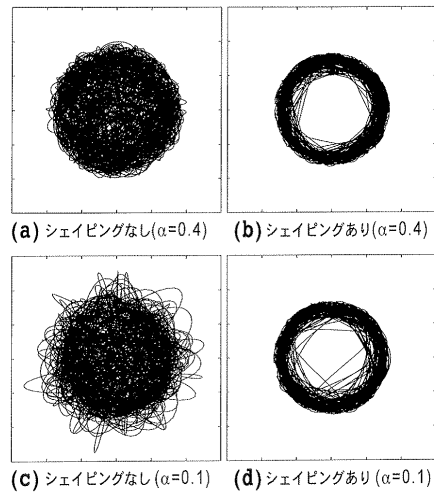 (a) シェイピングなし(α=0.4)
(b) シェイピングあり(α=0.4)
(c) シェイピングなし (α=0.1)
(d) シェイピングあり (α=0.1)